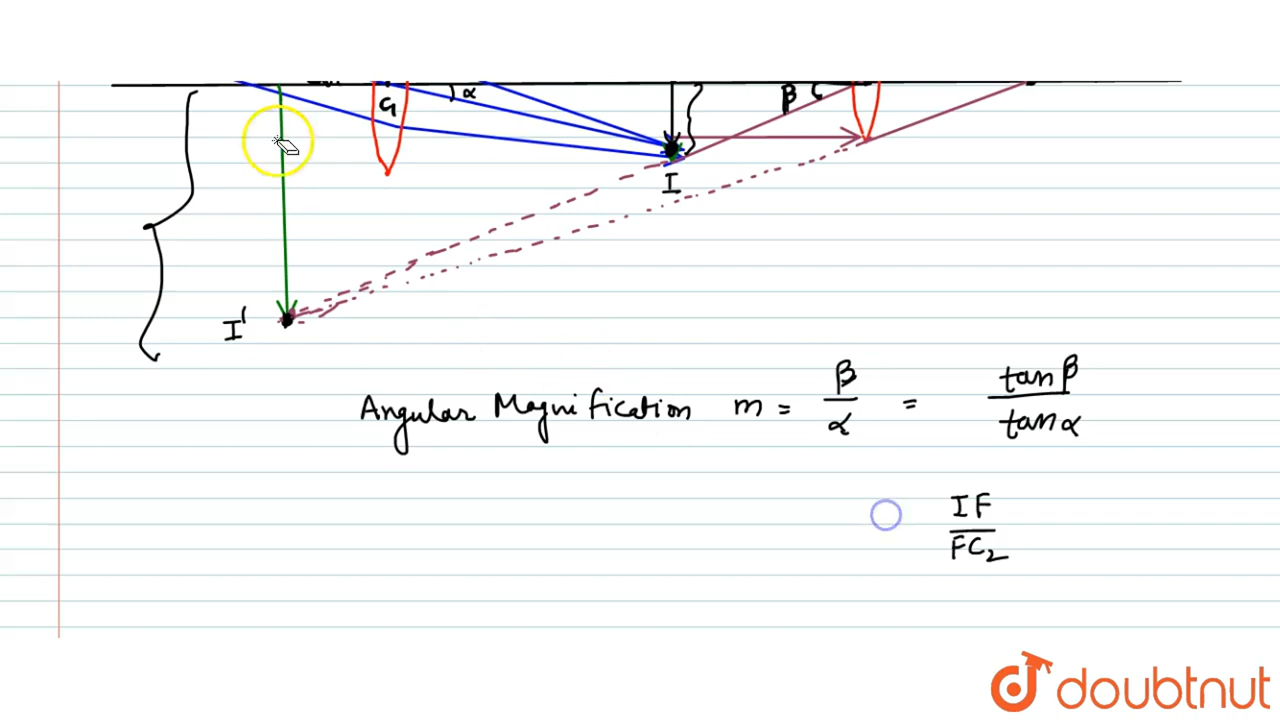 C₁ α β
I
I'
Angular Magnification m = β/α = tanβ/tanα
IF/FC₂
doubtnut